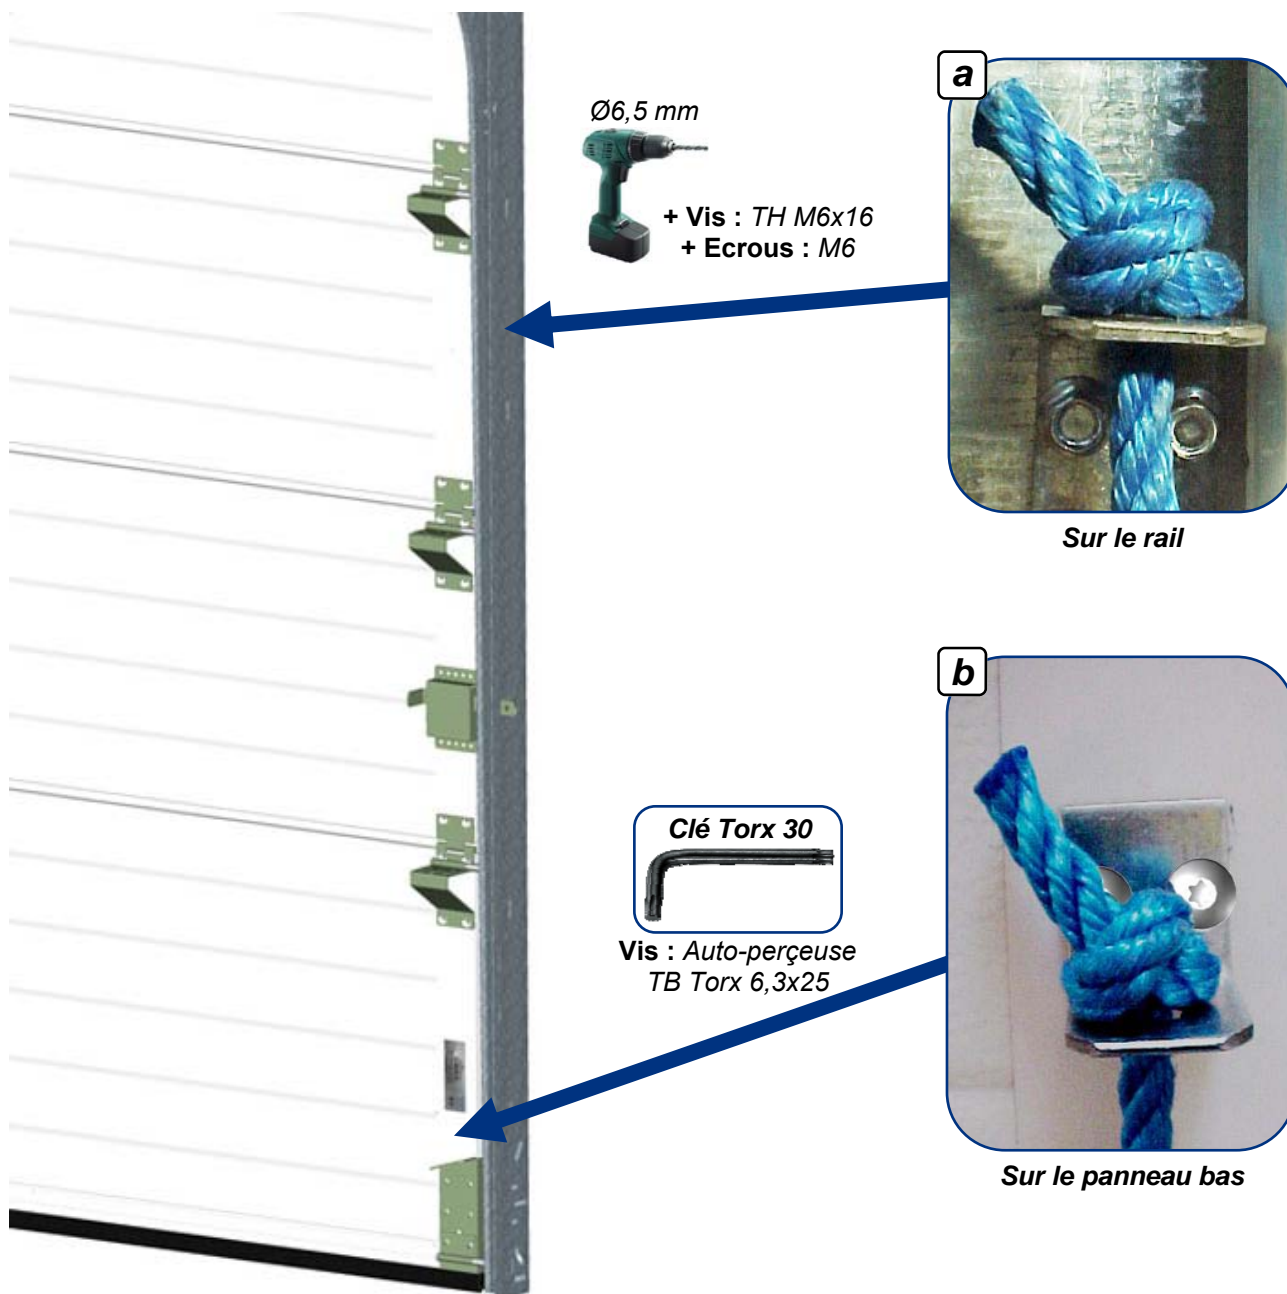 Ø6,5 mm
+ Vis : TH M6x16
+ Ecrous : M6
a
Sur le rail
Clé Torx 30
Vis : Auto-perçeuse
TB Torx 6,3x25
b
Sur le panneau bas